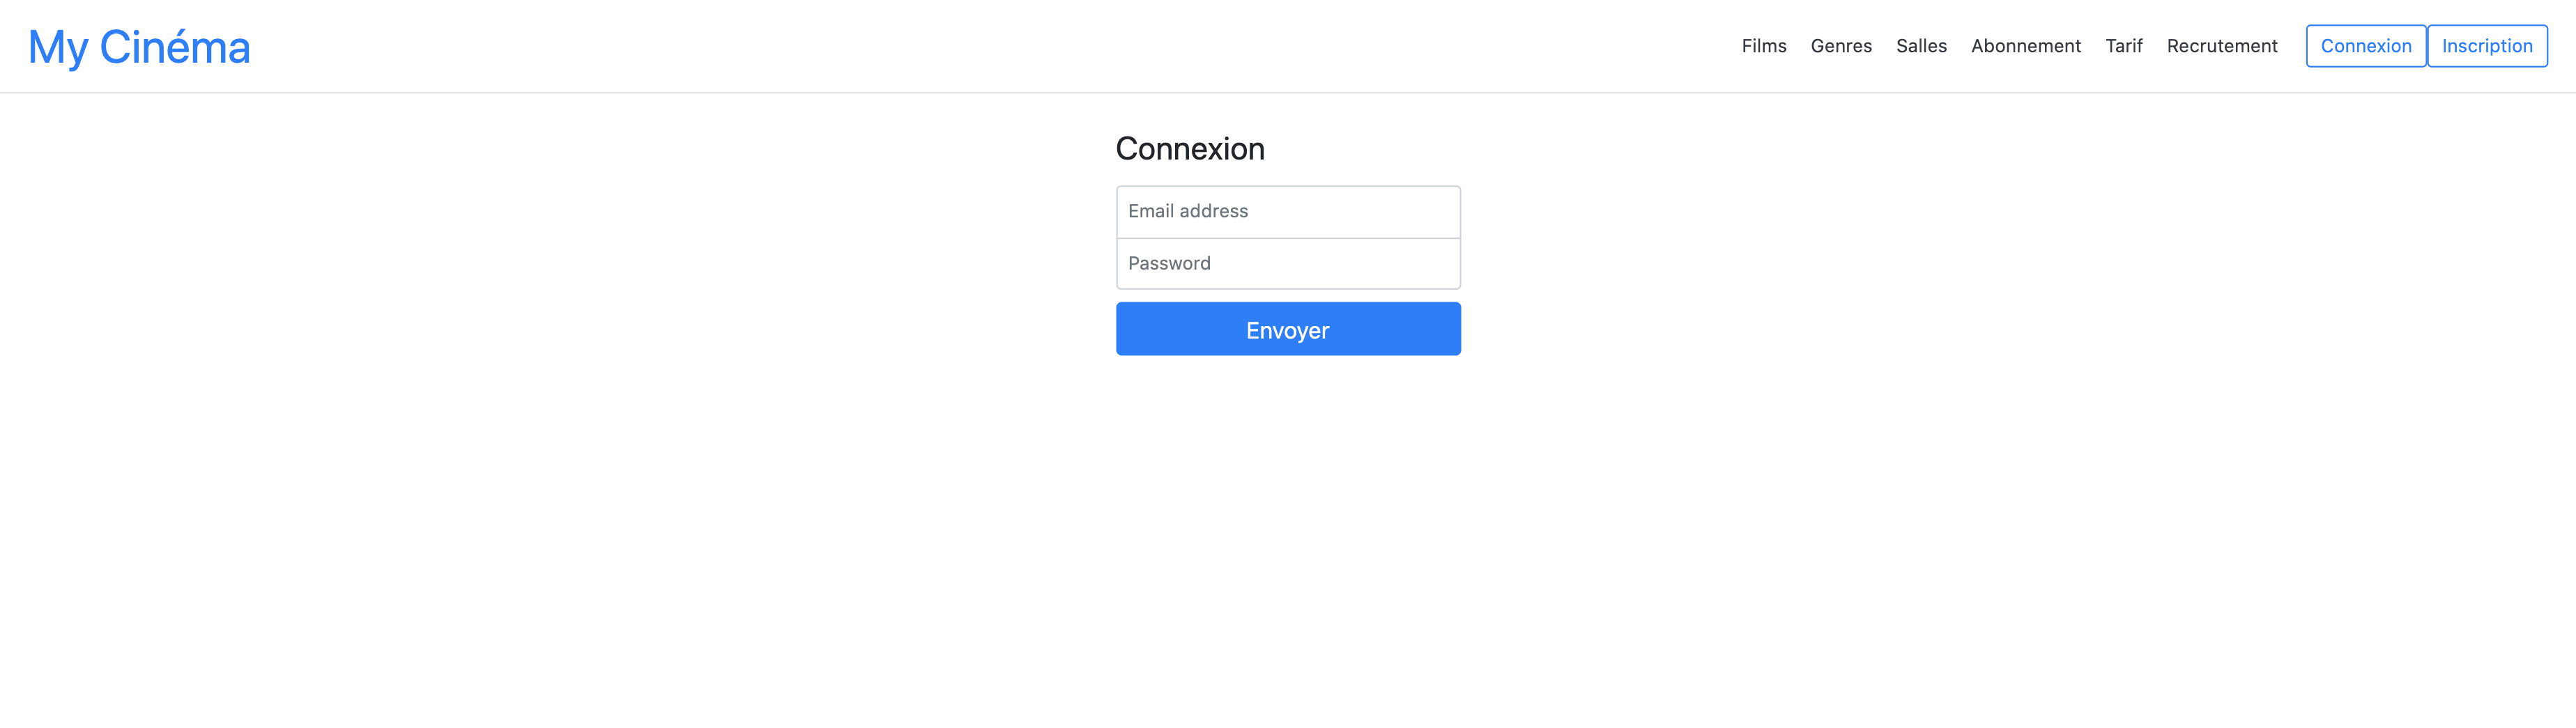 My Cinéma
Films Genres Salles Abonnement Tarif Recrutement Connexion Inscription
Connexion
Email address
Password
Envoyer